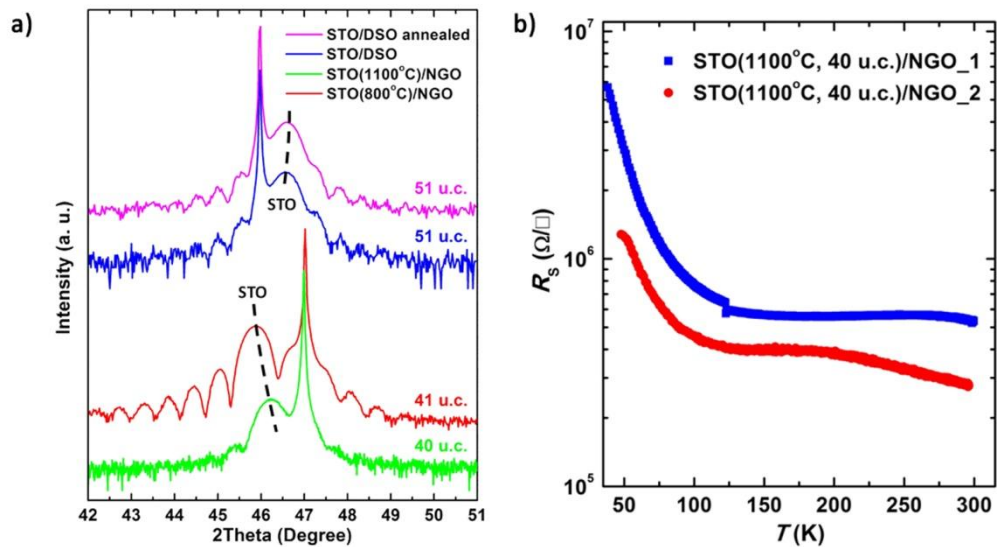 a)
STO/DSO annealed
STO/DSO
STO(1100°C)/NGO
STO(800°C)/NGO
51 u.c.
STO
51 u.c.
STO
41 u.c.
40 u.c.
Intensity (a. u.)
42 43 44 45 46 47 48 49 50 51
2Theta (Degree)
b)
10⁷
STO(1100°C, 40 u.c.)/NGO_1
STO(1100°C, 40 u.c.)/NGO_2
10⁶
Rs (Ω/□)
10⁵
50 100 150 200 250 300
T (K)